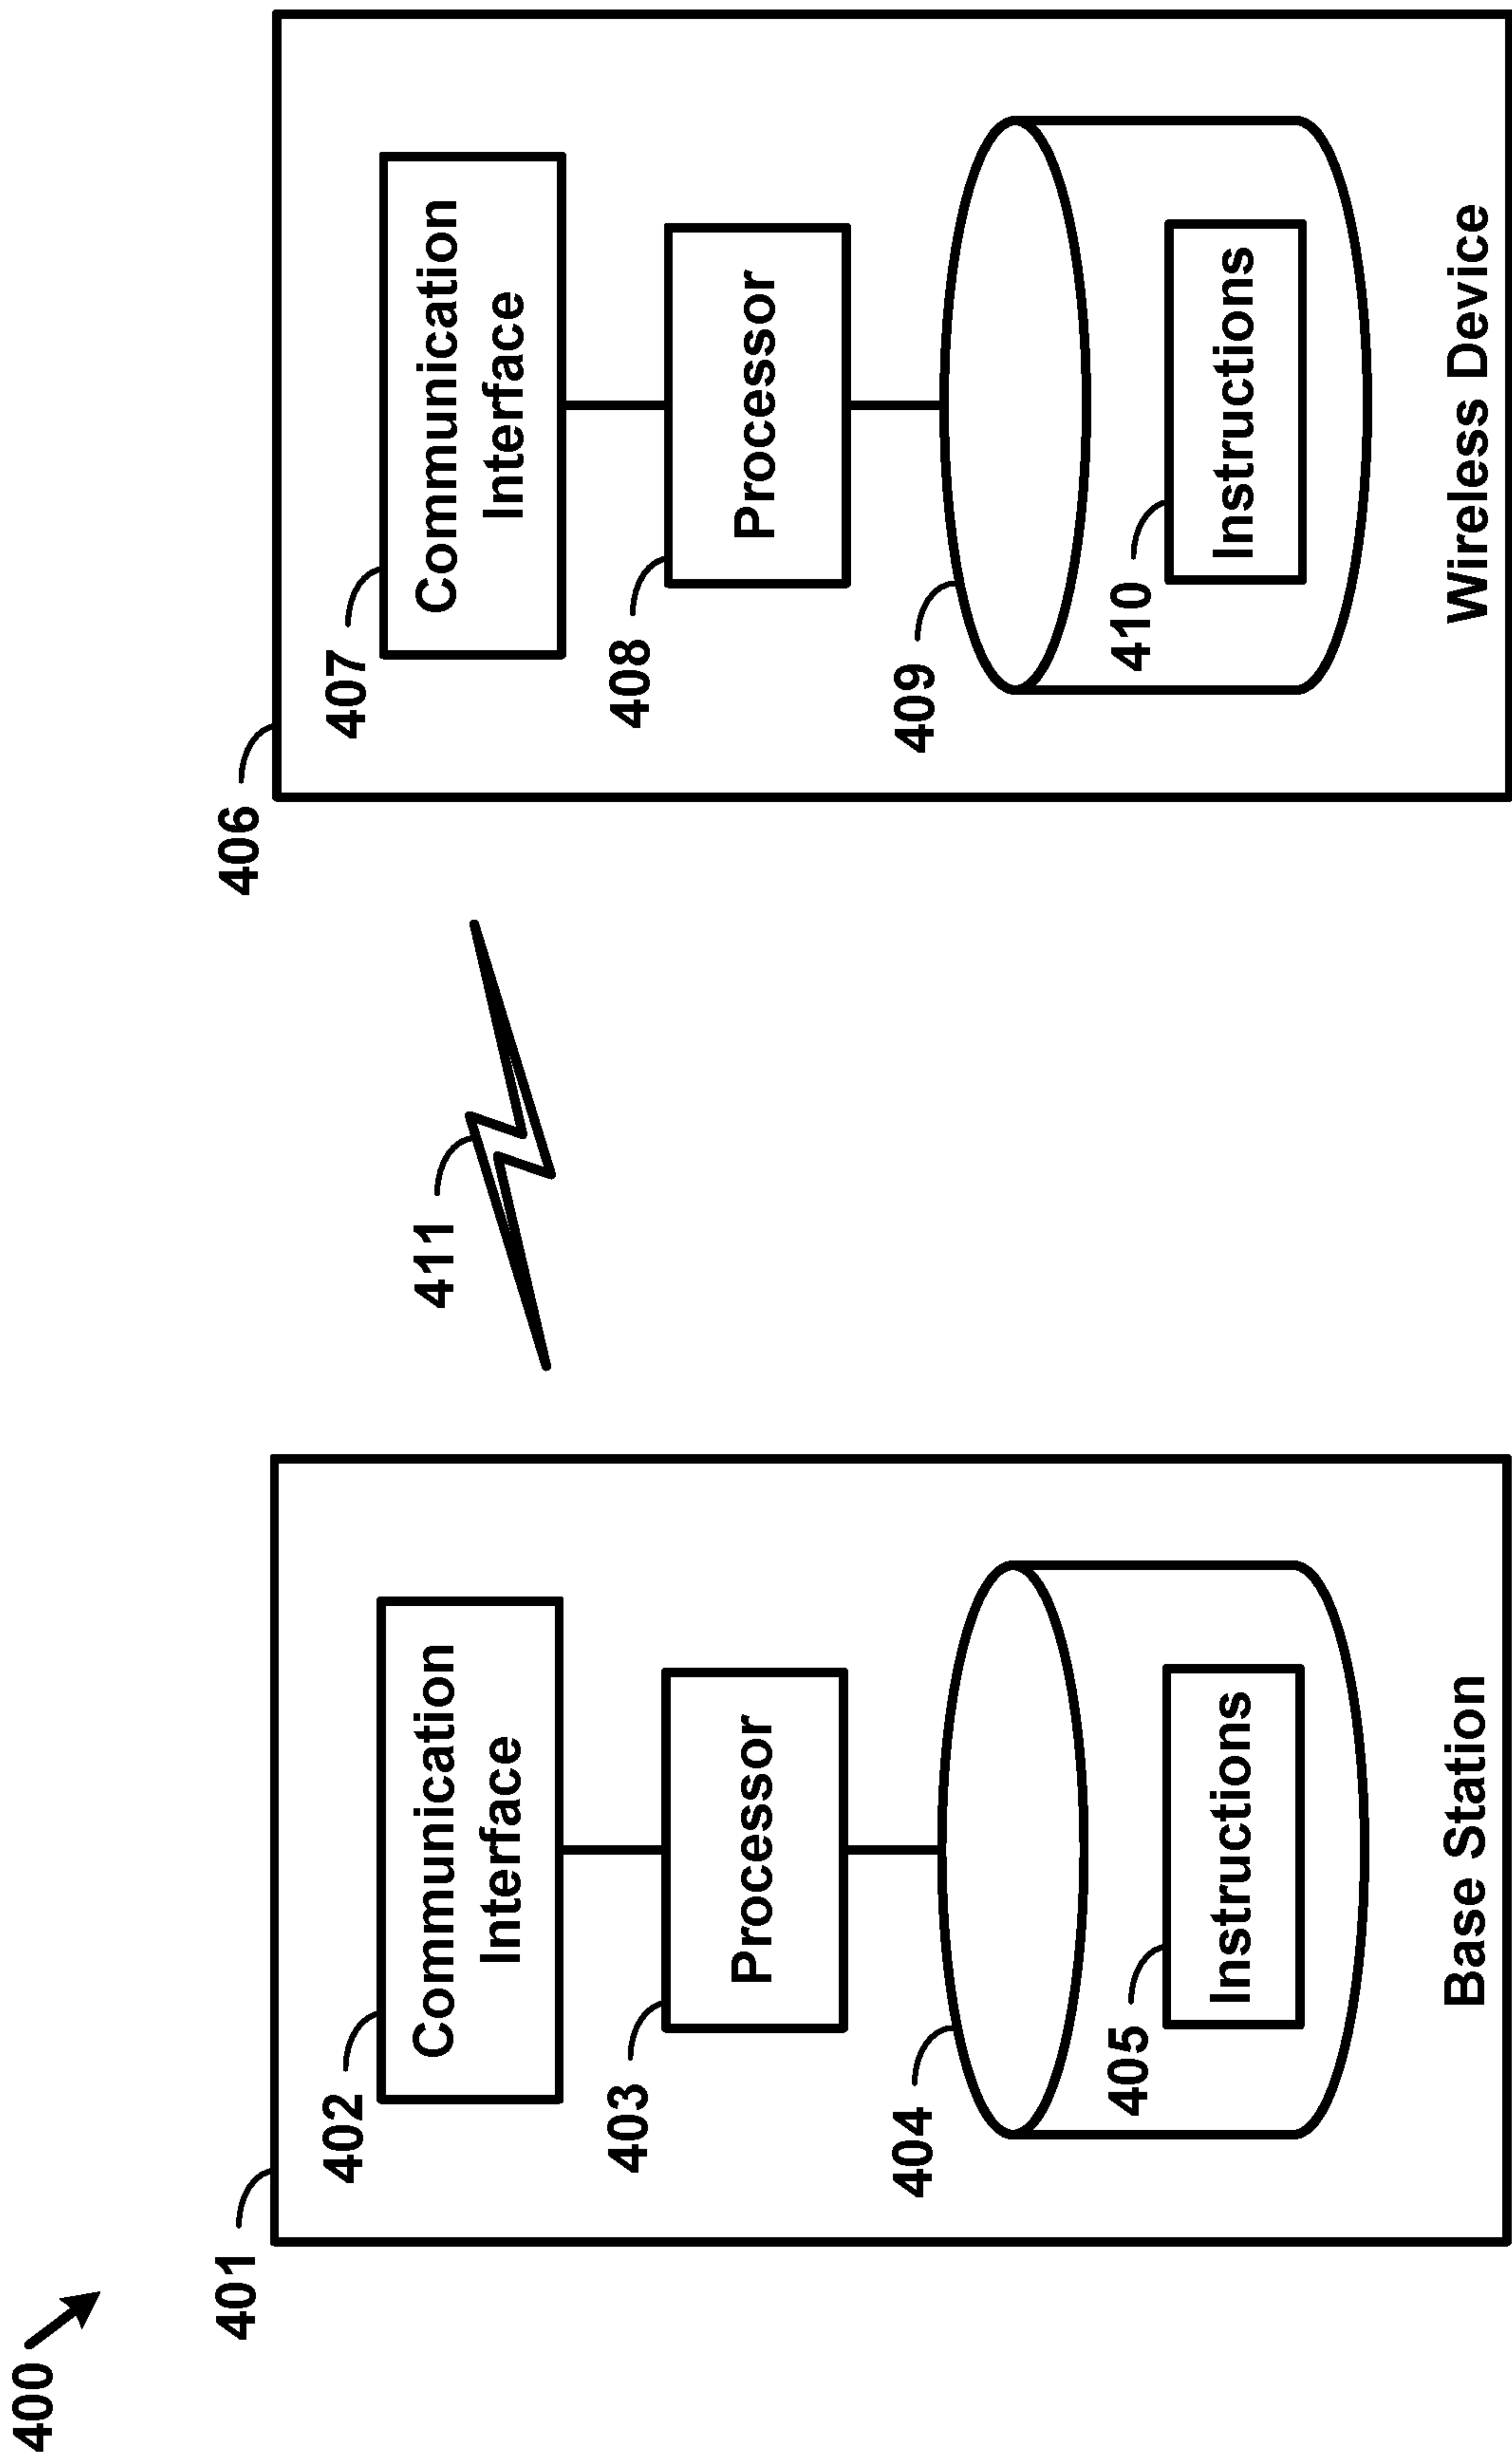 400
401
402
Communication
Interface
403
Processor
404
405
Instructions
Base Station
411
406
407
Communication
Interface
408
Processor
409
410
Instructions
Wireless Device